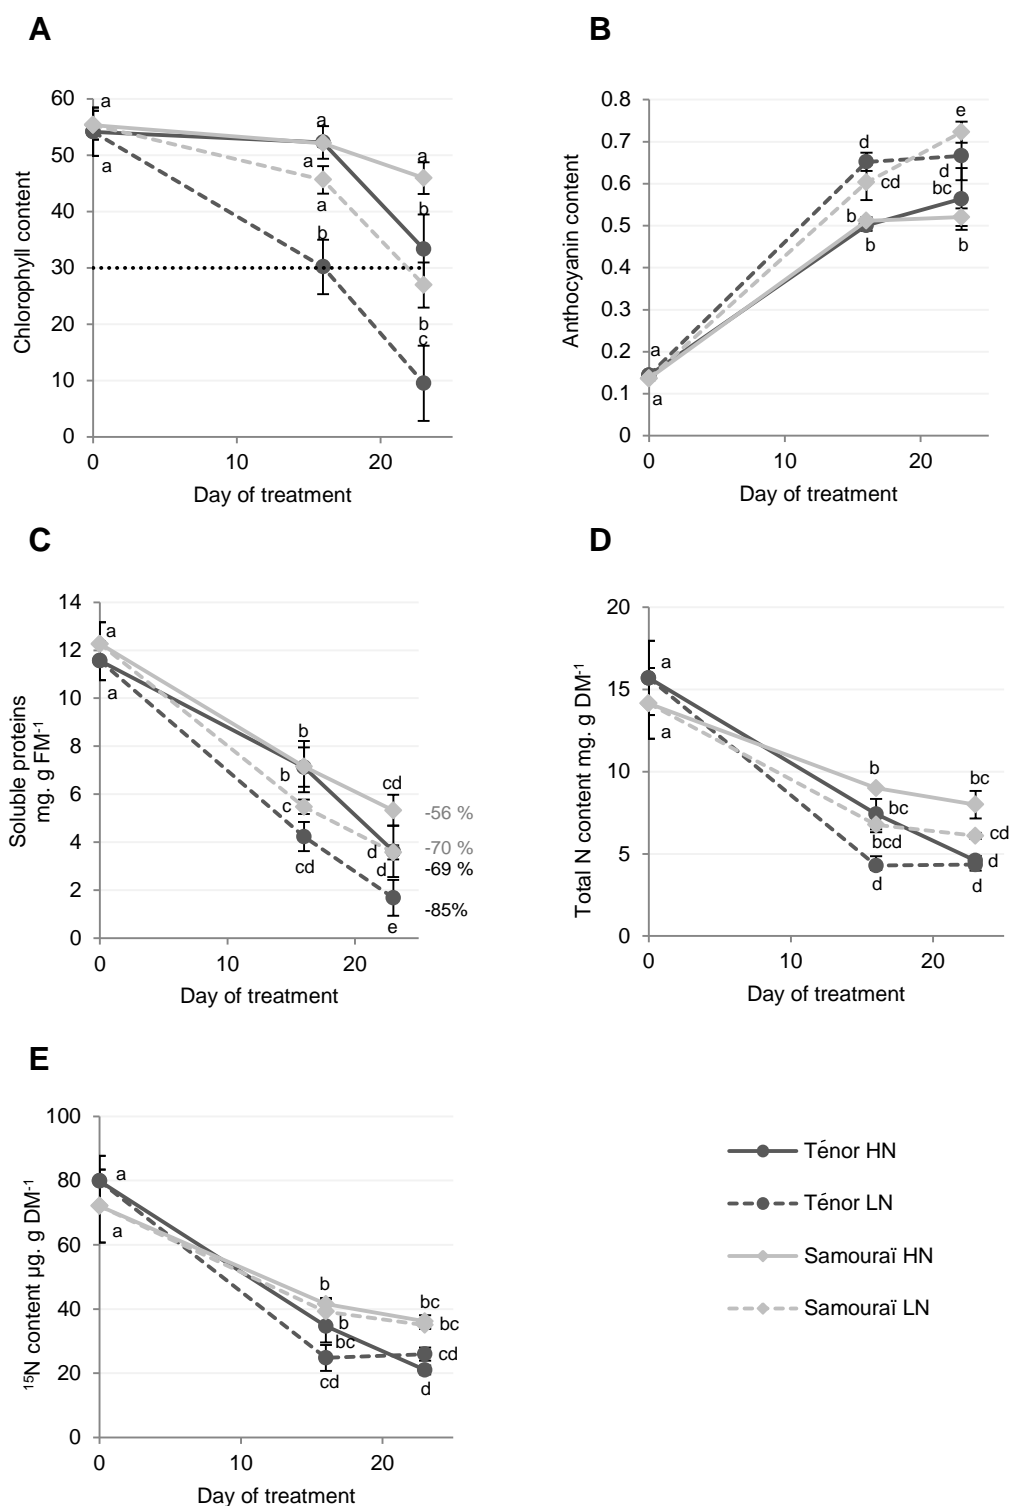 A
B
60
50
40
30
20
10
0
Chlorophyll content
a
a
a
a
a
b
a
b
b
c
0
10
20
Day of treatment
0.8
0.7
0.6
0.5
0.4
0.3
0.2
0.1
0
Anthocyanin content
a
a
d
cd
b
b
e
d
bc
b
0
10
20
Day of treatment
C
D
14
12
10
8
6
4
2
0
Soluble proteins
mg. g FM-1
a
a
b
b
c
cd
cd
d
d
e
-56 %
-70 %
-69 %
-85%
0
20
Day of treatment
20
15
10
5
0
Total N content mg. g DM-1
a
a
b
bc
bcd
d
bc
cd
d
d
0
10
20
Day of treatment
E
100
80
60
40
20
0
15N content µg. g DM-1
a
a
b
b
bc
cd
bc
bc
cd
d
0
10
20
Day of treatment
Ténor HN
Ténor LN
Samouraï HN
Samouraï LN